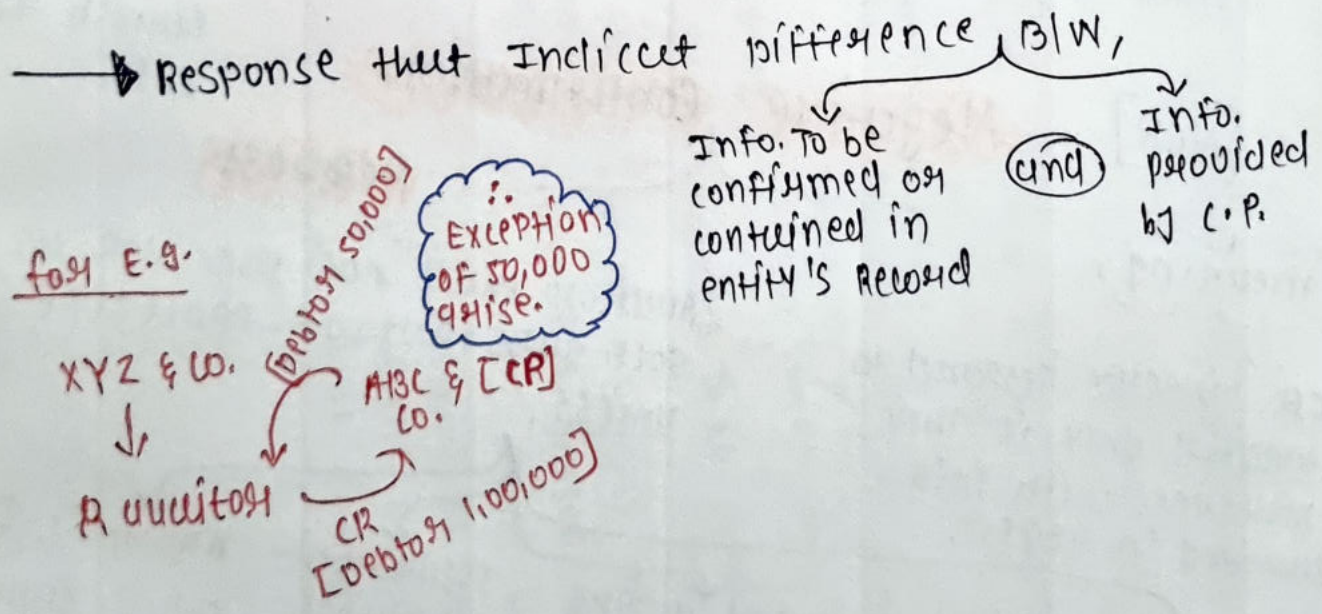 Response that Indicat Difference B/W,
Info. To be
confirmed or
contained in
entity's Record
and
Info.
provided
by C.P.
for E.g.
XYZ & CO.
[Debtor 50,000]
∴
Exception
of 50,000
arise.
ABC & [CP]
CO.
Auditor
CR
[Debtor 1,00,000]